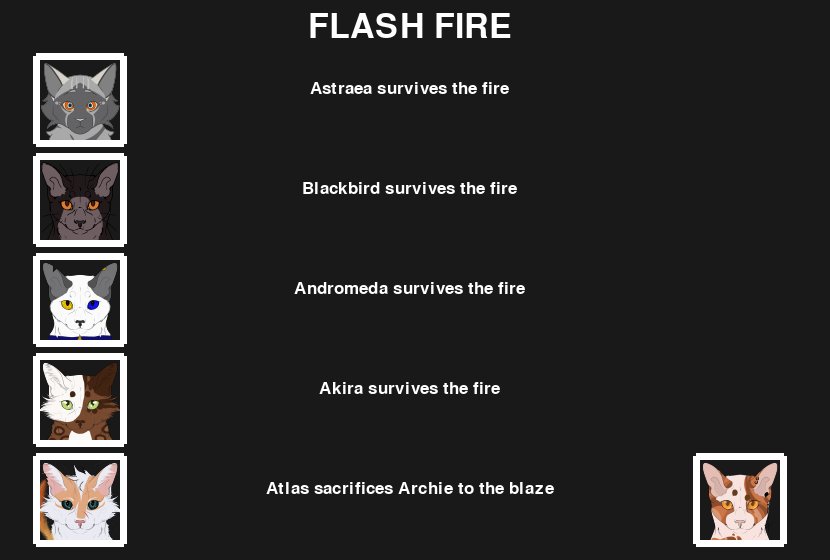 FLASH FIRE
Astraea survives the fire
Blackbird survives the fire
Andromeda survives the fire
Akira survives the fire
Atlas sacrifices Archie to the blaze